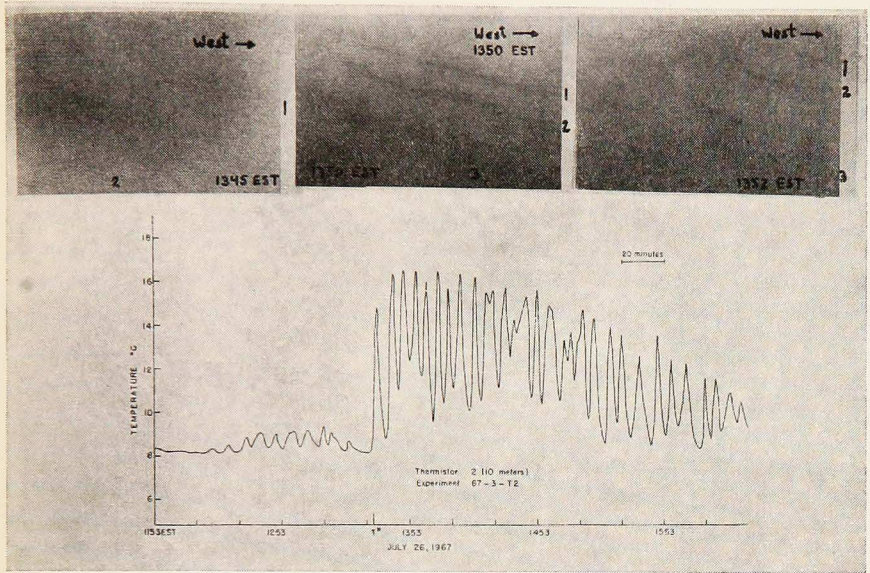 West →
1
2
1345 EST
West →
1350 EST
1
2
3
West →
1
2
3
1352 EST
18
16
14
12
10
8
6
TEMPERATURE °C
20 minutes
Thermistor 2 (10 meters)
Experiment 67-3-T2
1153EST
1253
1353
1453
1553
JULY 26, 1967